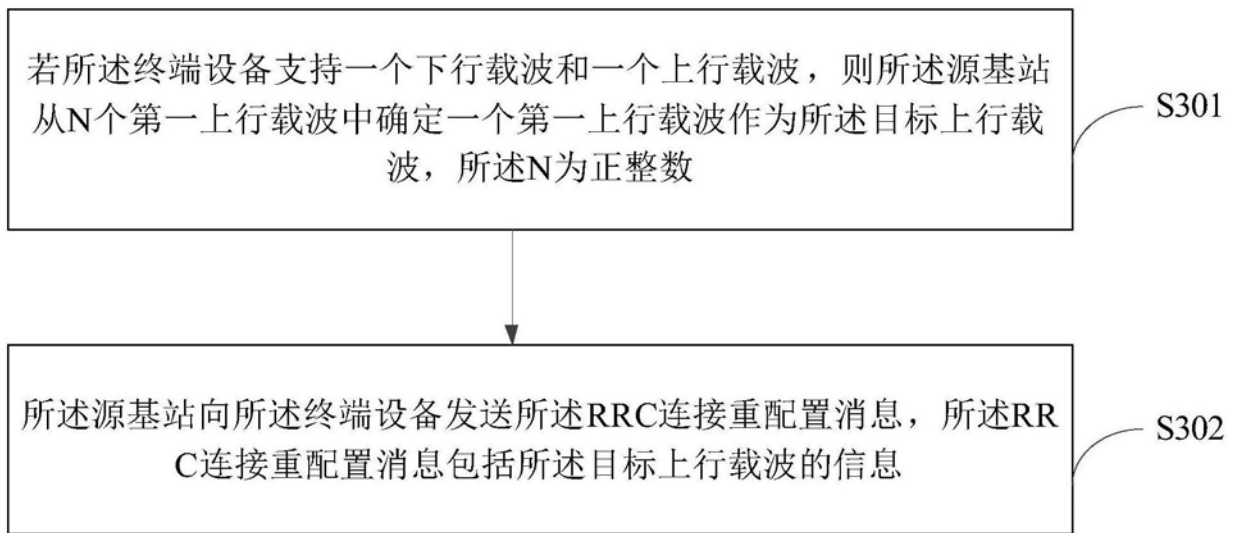 若所述终端设备支持一个下行载波和一个上行载波，则所述源基站
从N个第一上行载波中确定一个第一上行载波作为所述目标上行载
波，所述N为正整数
S301
所述源基站向所述终端设备发送所述RRC连接重配置消息，所述RR
C连接重配置消息包括所述目标上行载波的信息
S302